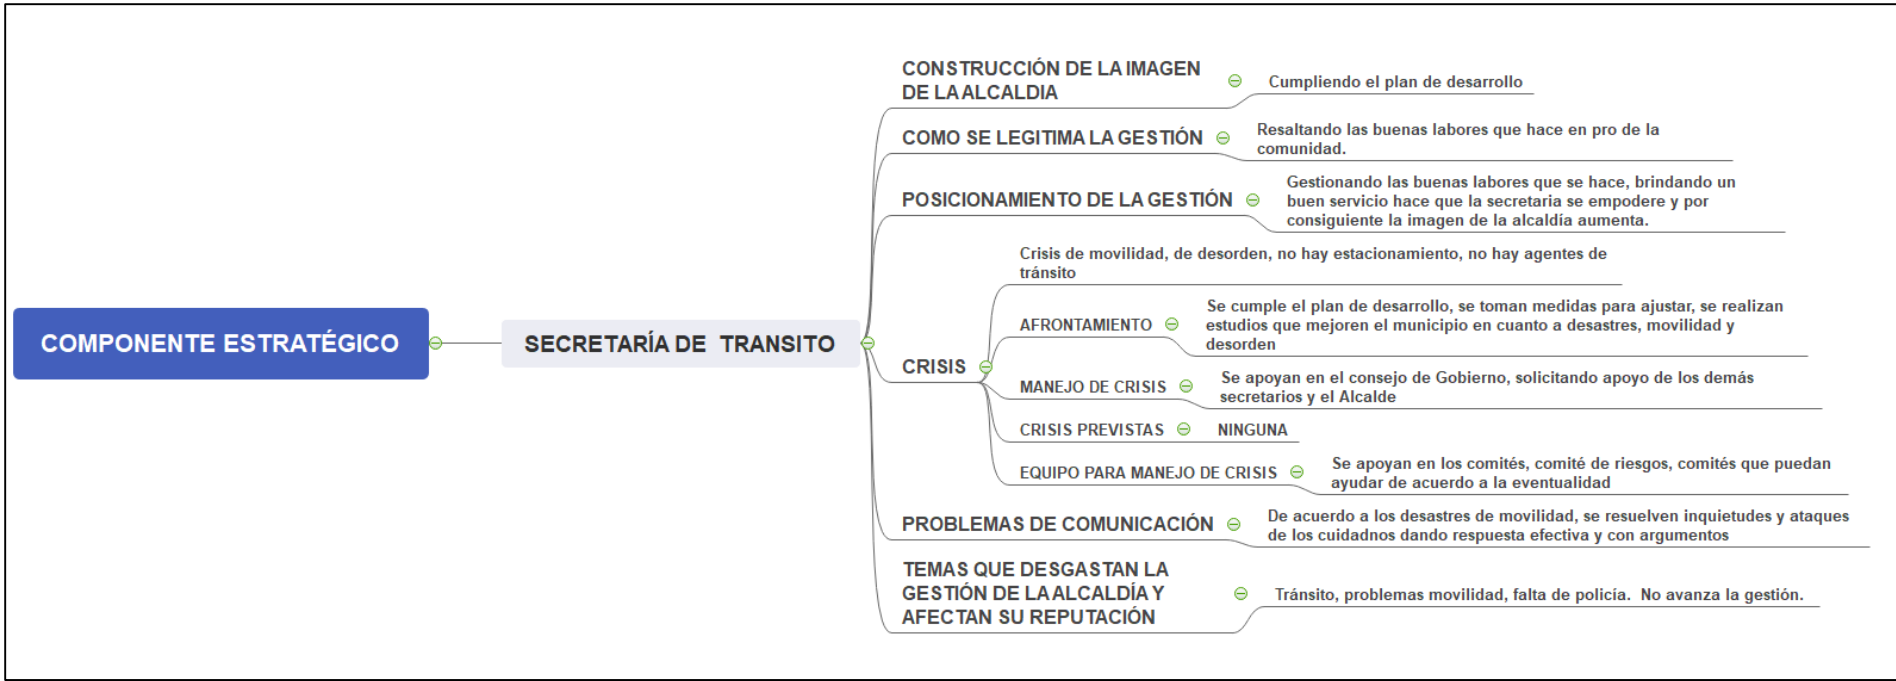 COMPONENTE ESTRATÉGICO
SECRETARÍA DE  TRANSITO
CONSTRUCCIÓN DE LA IMAGEN
DE LA ALCALDIA
Cumpliendo el plan de desarrollo
COMO SE LEGITIMA LA GESTIÓN
Resaltando las buenas labores que hace en pro de la
comunidad.
POSICIONAMIENTO DE LA GESTIÓN
Gestionando las buenas labores que se hace, brindando un
buen servicio hace que la secretaria se empodere y por
consiguiente la imagen de la alcaldía aumenta.
CRISIS
Crisis de movilidad, de desorden, no hay estacionamiento, no hay agentes de
tránsito
AFRONTAMIENTO
Se cumple el plan de desarrollo, se toman medidas para ajustar, se realizan
estudios que mejoren el municipio en cuanto a desastres, movilidad y
desorden
MANEJO DE CRISIS
Se apoyan en el consejo de Gobierno, solicitando apoyo de los demás
secretarios y el Alcalde
CRISIS PREVISTAS
NINGUNA
EQUIPO PARA MANEJO DE CRISIS
Se apoyan en los comités, comité de riesgos, comités que puedan
ayudar de acuerdo a la eventualidad
PROBLEMAS DE COMUNICACIÓN
De acuerdo a los desastres de movilidad, se resuelven inquietudes y ataques
de los cuidadnos dando respuesta efectiva y con argumentos
TEMAS QUE DESGASTAN LA
GESTIÓN DE LA ALCALDÍA Y
AFECTAN SU REPUTACIÓN
Tránsito, problemas movilidad, falta de policía.  No avanza la gestión.